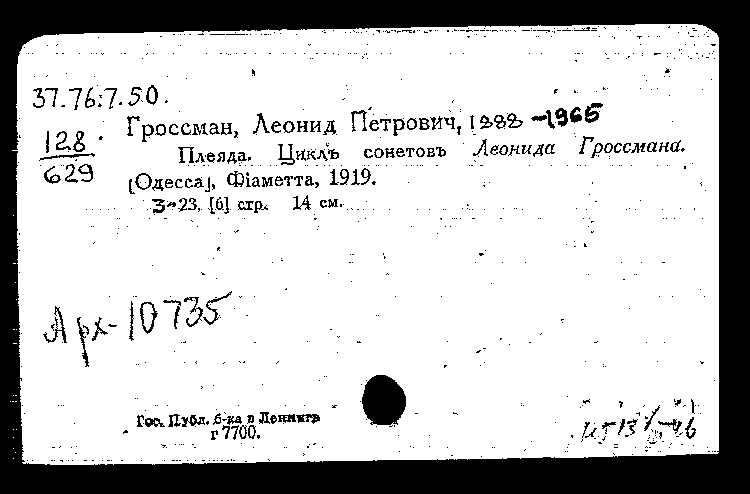 37.76.7.50.
128
629
Гроссман, Леонид Петрович, 1888-1965
Плеяда. Циклъ сонетовъ Леонида Гроссмана.
[Одесса], Фіаметта, 1919.
3-23, [6] стр. 14 см.
Арх-10735
Гос. Публ. б-ка в Ленингр
г 7700.